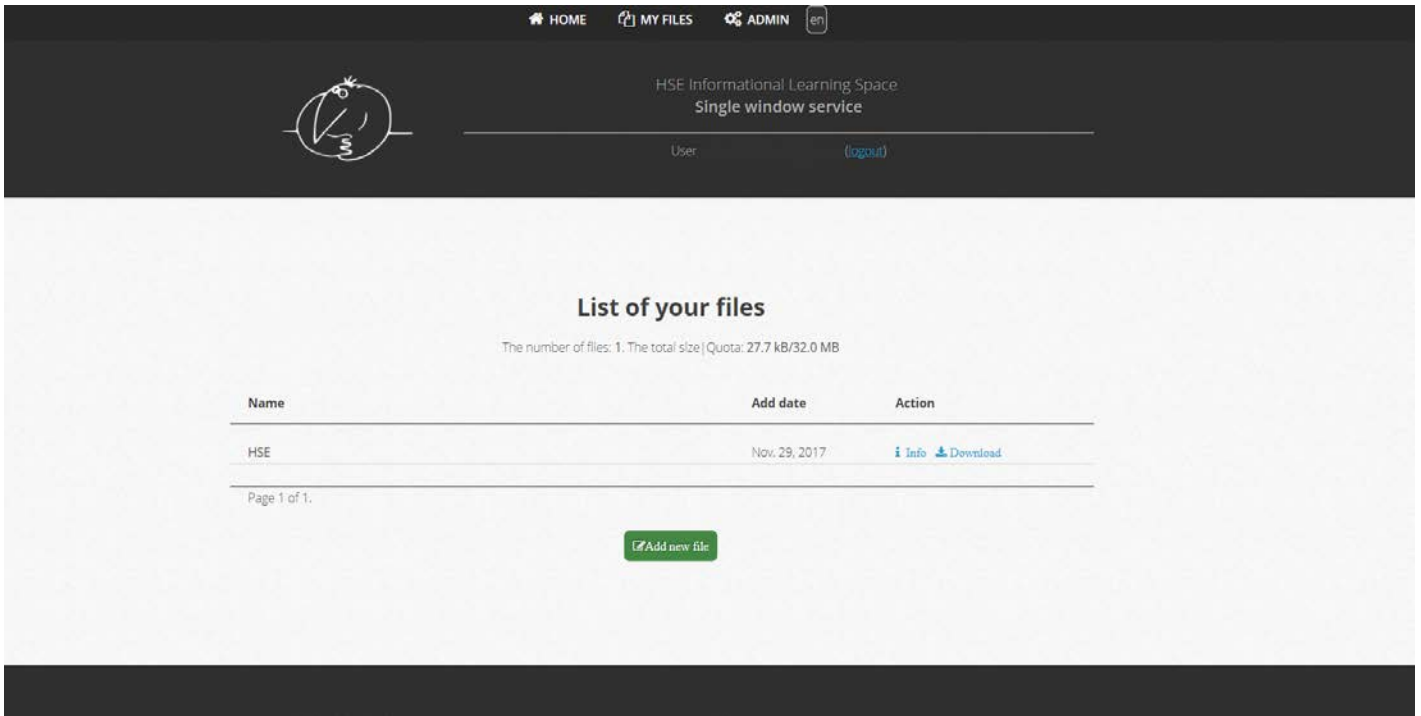 HOME MY FILES ADMIN en
HSE Informational Learning Space
Single window service
User (logout)
List of your files
The number of files: 1. The total size|Quota: 27.7 kB/32.0 MB
Name Add date Action
HSE Nov. 29, 2017 Info Download
Page 1 of 1.
Add new file